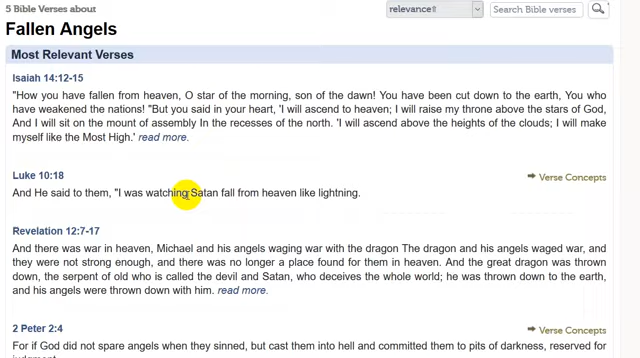 5 Bible Verses about
relevance
Search Bible verses
Fallen Angels
Most Relevant Verses
Isaiah 14:12-15
"How you have fallen from heaven, O star of the morning, son of the dawn! You have been cut down to the earth, You who
have weakened the nations! "But you said in your heart, 'I will ascend to heaven; I will raise my throne above the stars of God,
And I will sit on the mount of assembly In the recesses of the north. 'I will ascend above the heights of the clouds; I will make
myself like the Most High.' read more.
Luke 10:18
Verse Concepts
And He said to them, "I was watching Satan fall from heaven like lightning.
Revelation 12:7-17
And there was war in heaven, Michael and his angels waging war with the dragon The dragon and his angels waged war, and
they were not strong enough, and there was no longer a place found for them in heaven. And the great dragon was thrown
down, the serpent of old who is called the devil and Satan, who deceives the whole world; he was thrown down to the earth,
and his angels were thrown down with him. read more.
2 Peter 2:4
Verse Concepts
For if God did not spare angels when they sinned, but cast them into hell and committed them to pits of darkness, reserved for
judgment